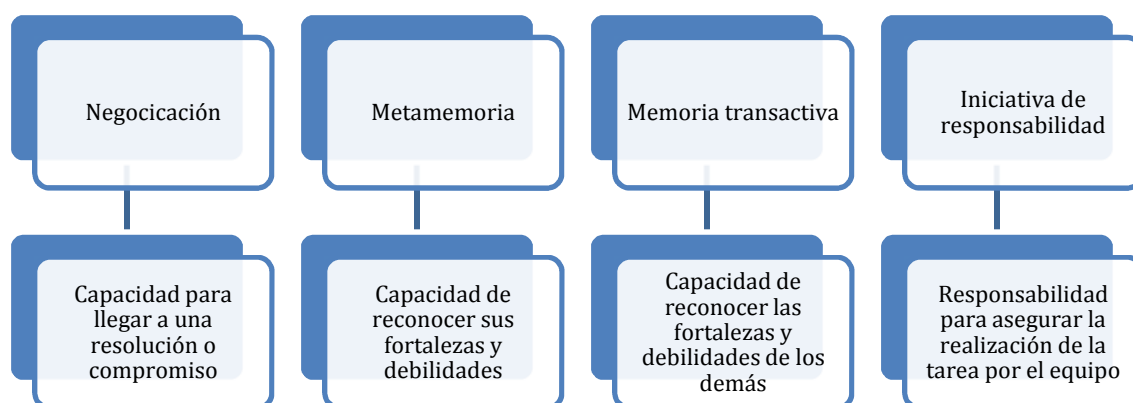 Negocicación
Metamemoria
Memoria transactiva
Iniciativa de
responsabilidad
Capacidad para
llegar a una
resolución o
compromiso
Capacidad de
reconocer sus
fortalezas y
debilidades
Capacidad de
reconocer las
fortalezas y
debilidades de los
demás
Responsabilidad
para asegurar la
realización de la
tarea por el equipo